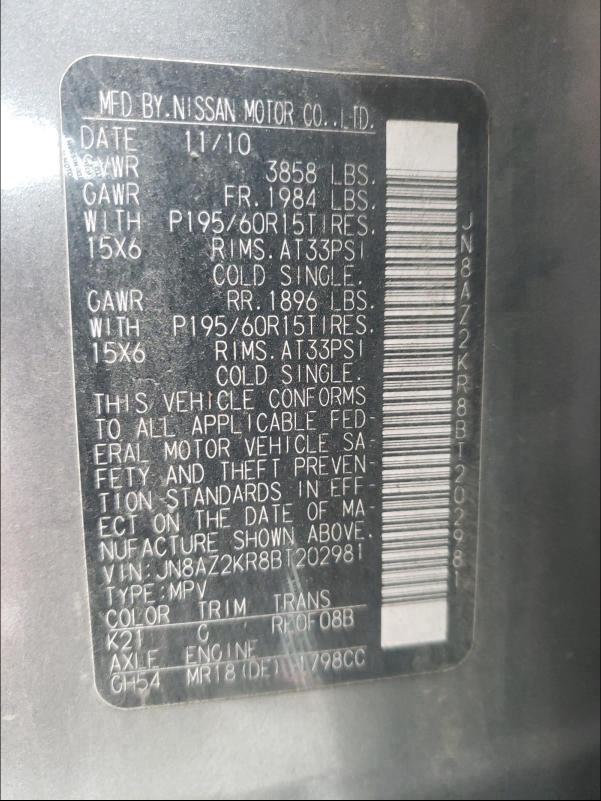 MFD BY.NISSAN MOTOR CO.,LTD.
DATE 11/10
GVWR 3858 LBS.
GAWR FR.1984 LBS.
WITH P195/60R15TIRES.
15X6 RIMS.AT33PSI
COLD SINGLE.
GAWR RR.1896 LBS.
WITH P195/60R15TIRES.
15X6 RIMS.AT33PSI
COLD SINGLE.
THIS VEHICLE CONFORMS
TO ALL APPLICABLE FED-
ERAL MOTOR VEHICLE SA-
FETY AND THEFT PREVEN-
TION STANDARDS IN EFF-
ECT ON THE DATE OF MA-
NUFACTURE SHOWN ABOVE.
VIN:JN8AZ2KR8BT202981
TYPE:MPV
COLOR TRIM TRANS
K21 C RE0F08B
AXLE ENGINE
GH54 MR18(DE) 1798CC
JN8AZ2KR8BT202981